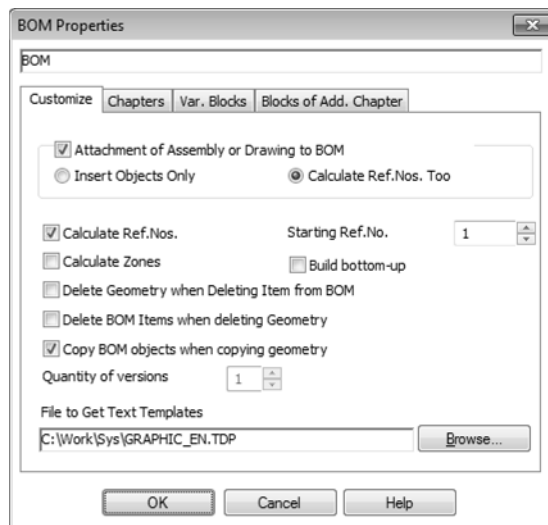 BOM Properties
BOM
Customize Chapters Var. Blocks Blocks of Add. Chapter
Attachment of Assembly or Drawing to BOM
Insert Objects Only Calculate Ref.Nos. Too
Calculate Ref.Nos. Starting Ref.No. 1
Calculate Zones Build bottom-up
Delete Geometry when Deleting Item from BOM
Delete BOM Items when deleting Geometry
Copy BOM objects when copying geometry
Quantity of versions 1
File to Get Text Templates
C:\Work\Sys\GRAPHIC_EN.TDP Browse...
OK Cancel Help